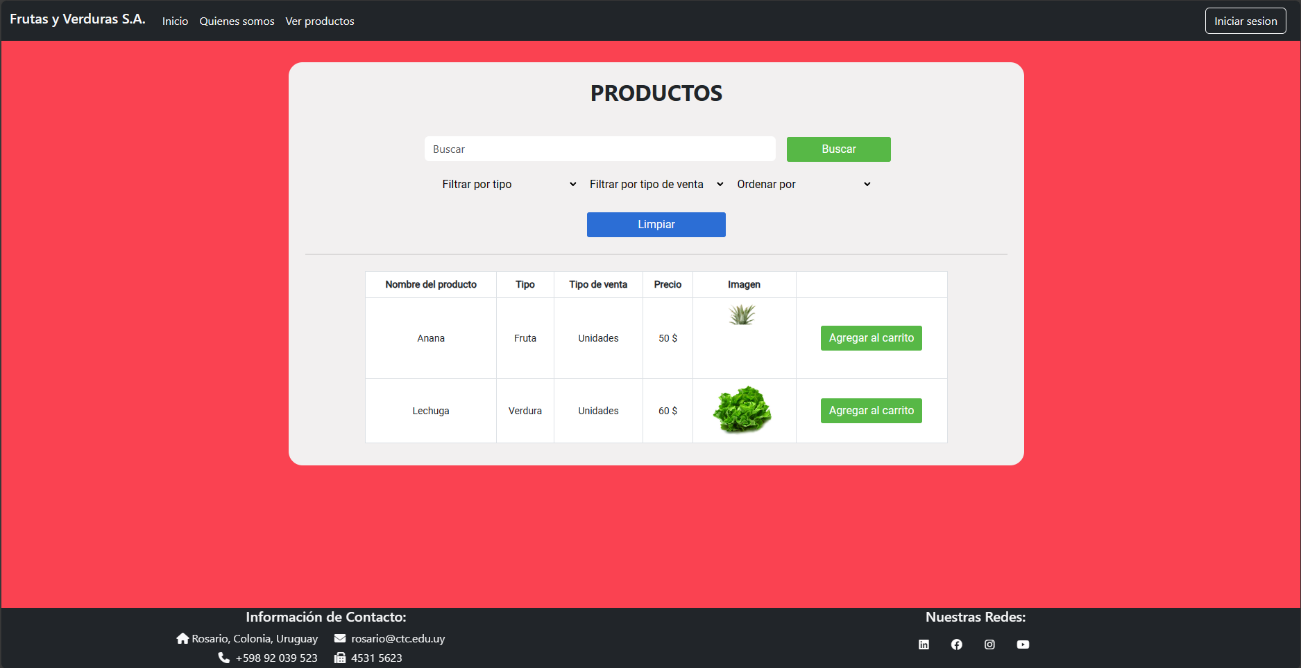 Frutas y Verduras S.A. Inicio Quienes somos Ver productos Iniciar sesion
PRODUCTOS
Buscar Buscar
Filtrar por tipo Filtrar por tipo de venta Ordenar por
Limpiar
Nombre del producto Tipo Tipo de venta Precio Imagen
Anana Fruta Unidades 50 $ Agregar al carrito
Lechuga Verdura Unidades 60 $ Agregar al carrito
Información de Contacto: Nuestras Redes:
Rosario, Colonia, Uruguay rosario@ctc.edu.uy
+598 92 039 523 4531 5623